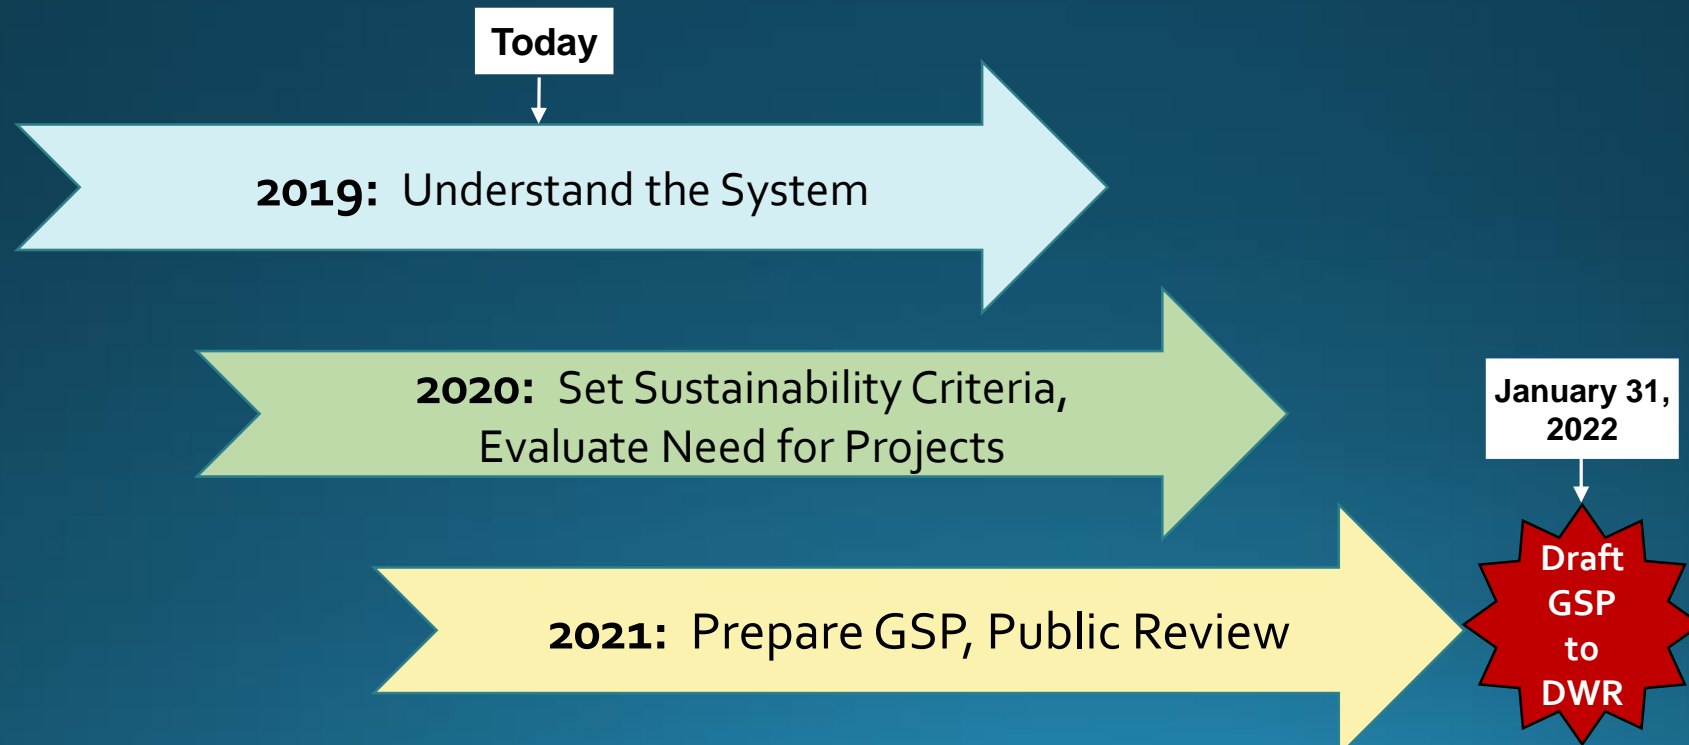 Today
2019: Understand the System
2020: Set Sustainability Criteria,
Evaluate Need for Projects
January 31,
2022
2021: Prepare GSP, Public Review
Draft
GSP
to
DWR